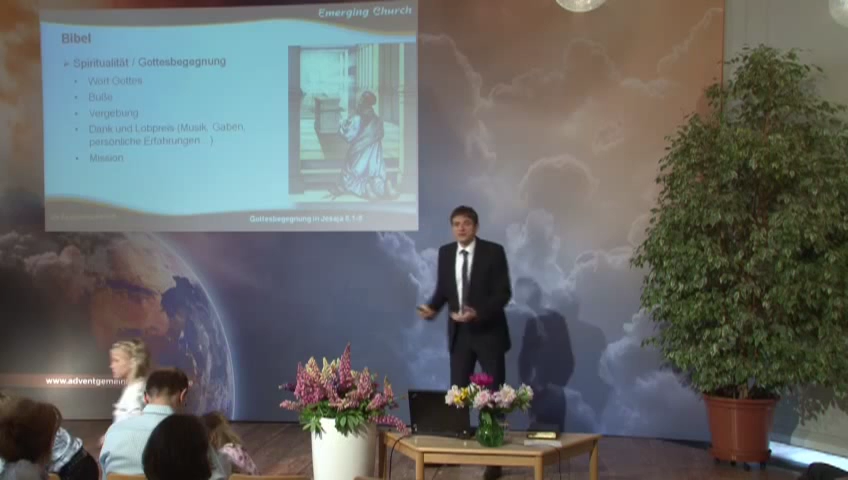 Emerging Church
Bibel
Spiritualität / Gottesbegegnung
Wort Gottes
Buße
Vergebung
Dank und Lobpreis (Musik, Gaben,
persönliche Erfahrungen...)
Mission
Gottesbegegnung in Jesaja 6,1-8
www.adventgemein